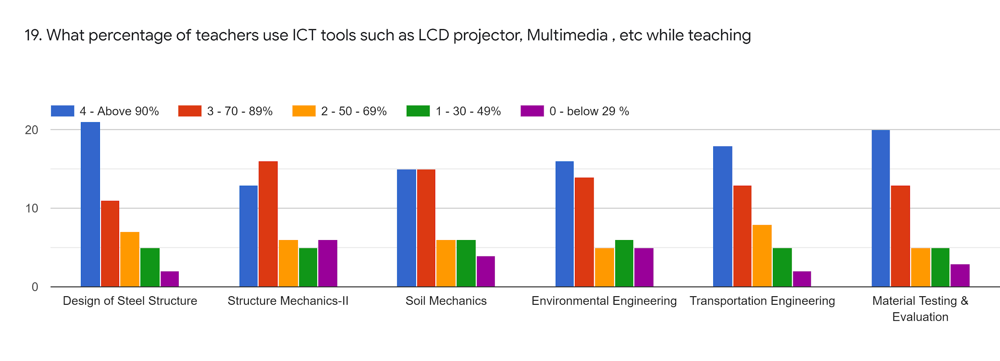 19. What percentage of teachers use ICT tools such as LCD projector, Multimedia , etc while teaching
4 - Above 90% 3 - 70 - 89% 2 - 50 - 69% 1 - 30 - 49% 0 - below 29 %
20
10
0
Design of Steel Structure Structure Mechanics-II Soil Mechanics Environmental Engineering Transportation Engineering Material Testing &
Evaluation